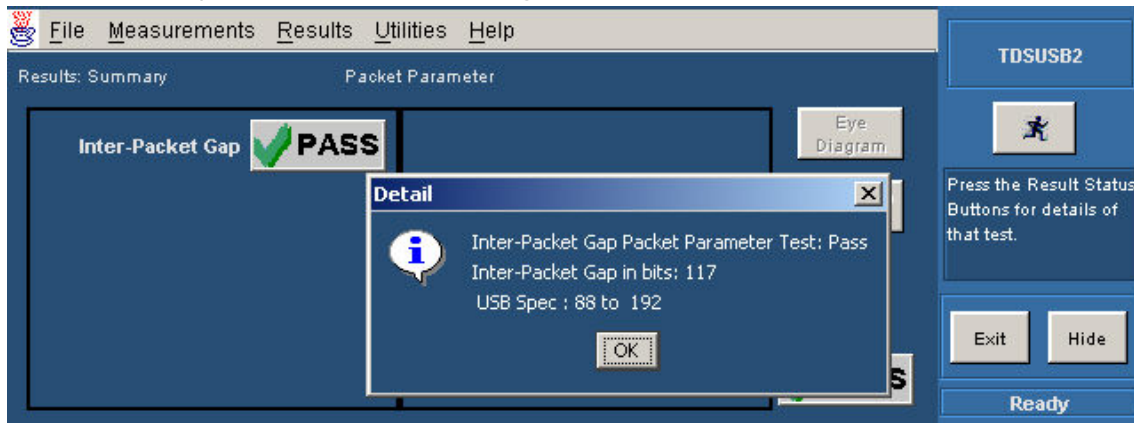 File Measurements Results Utilities Help
TDSUSB2
Results: Summary Packet Parameter
Inter-Packet Gap PASS
Eye
Diagram
Press the Result Status
Buttons for details of
that test.
Detail
Inter-Packet Gap Packet Parameter Test: Pass
Inter-Packet Gap in bits: 117
USB Spec : 88 to 192
OK
S
Exit Hide
Ready